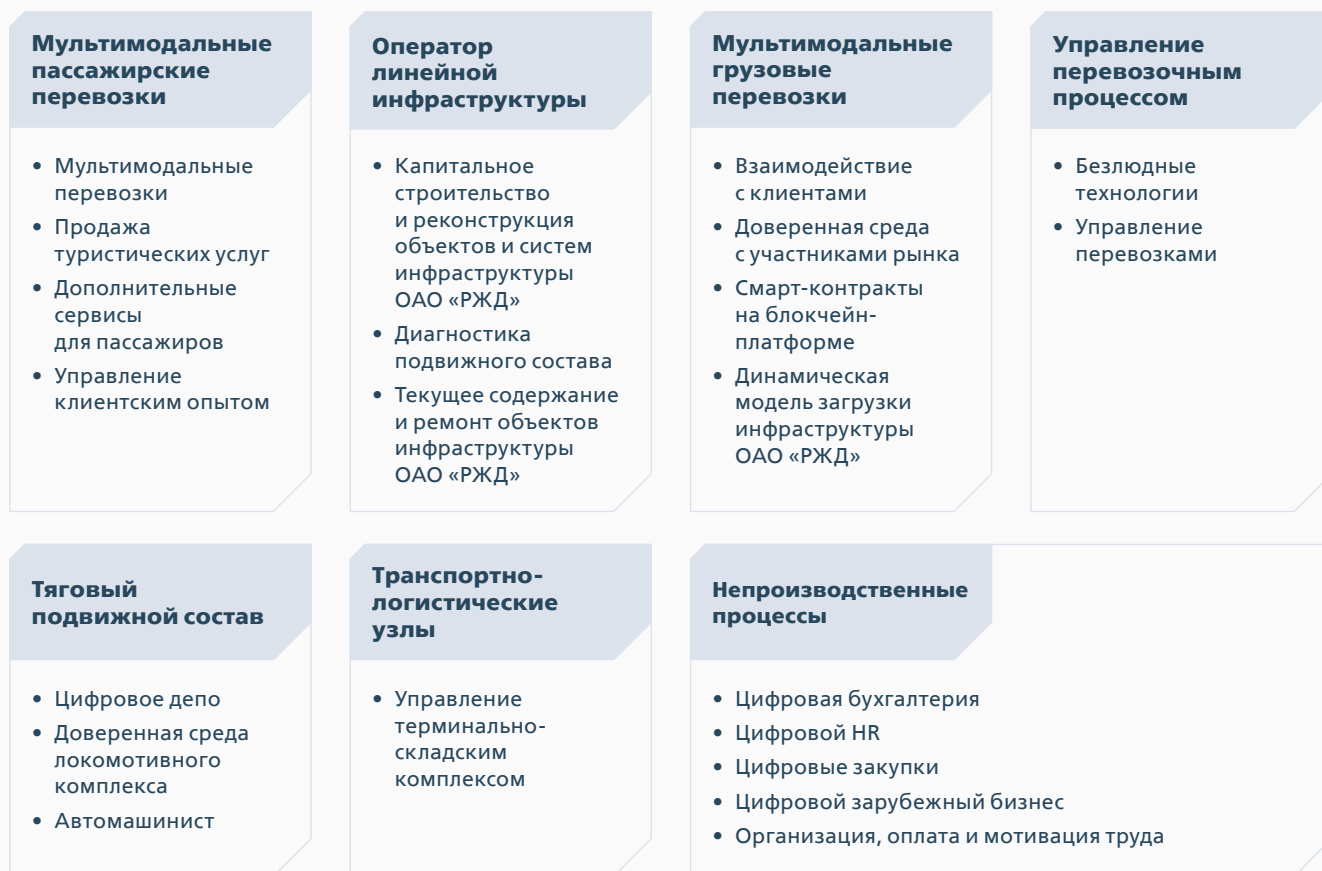 Мультимодальные
пассажирские
перевозки
• Мультимодальные
перевозки
• Продажа
туристических услуг
• Дополнительные
сервисы
для пассажиров
• Управление
клиентским опытом
Оператор
линейной
инфраструктуры
• Капитальное
строительство
и реконструкция
объектов и систем
инфраструктуры
ОАО «РЖД»
• Диагностика
подвижного состава
• Текущее содержание
и ремонт объектов
инфраструктуры
ОАО «РЖД»
Мультимодальные
грузовые
перевозки
• Взаимодействие
с клиентами
• Доверенная среда
с участниками рынка
• Смарт-контракты
на блокчейн-
платформе
• Динамическая
модель загрузки
инфраструктуры
ОАО «РЖД»
Управление
перевозочным
процессом
• Безлюдные
технологии
• Управление
перевозками
Тяговый
подвижной состав
• Цифровое депо
• Доверенная среда
локомотивного
комплекса
• Автомашинист
Транспортно-
логистические
узлы
• Управление
терминально-
складским
комплексом
Непроизводственные
процессы
• Цифровая бухгалтерия
• Цифровой HR
• Цифровые закупки
• Цифровой зарубежный бизнес
• Организация, оплата и мотивация труда